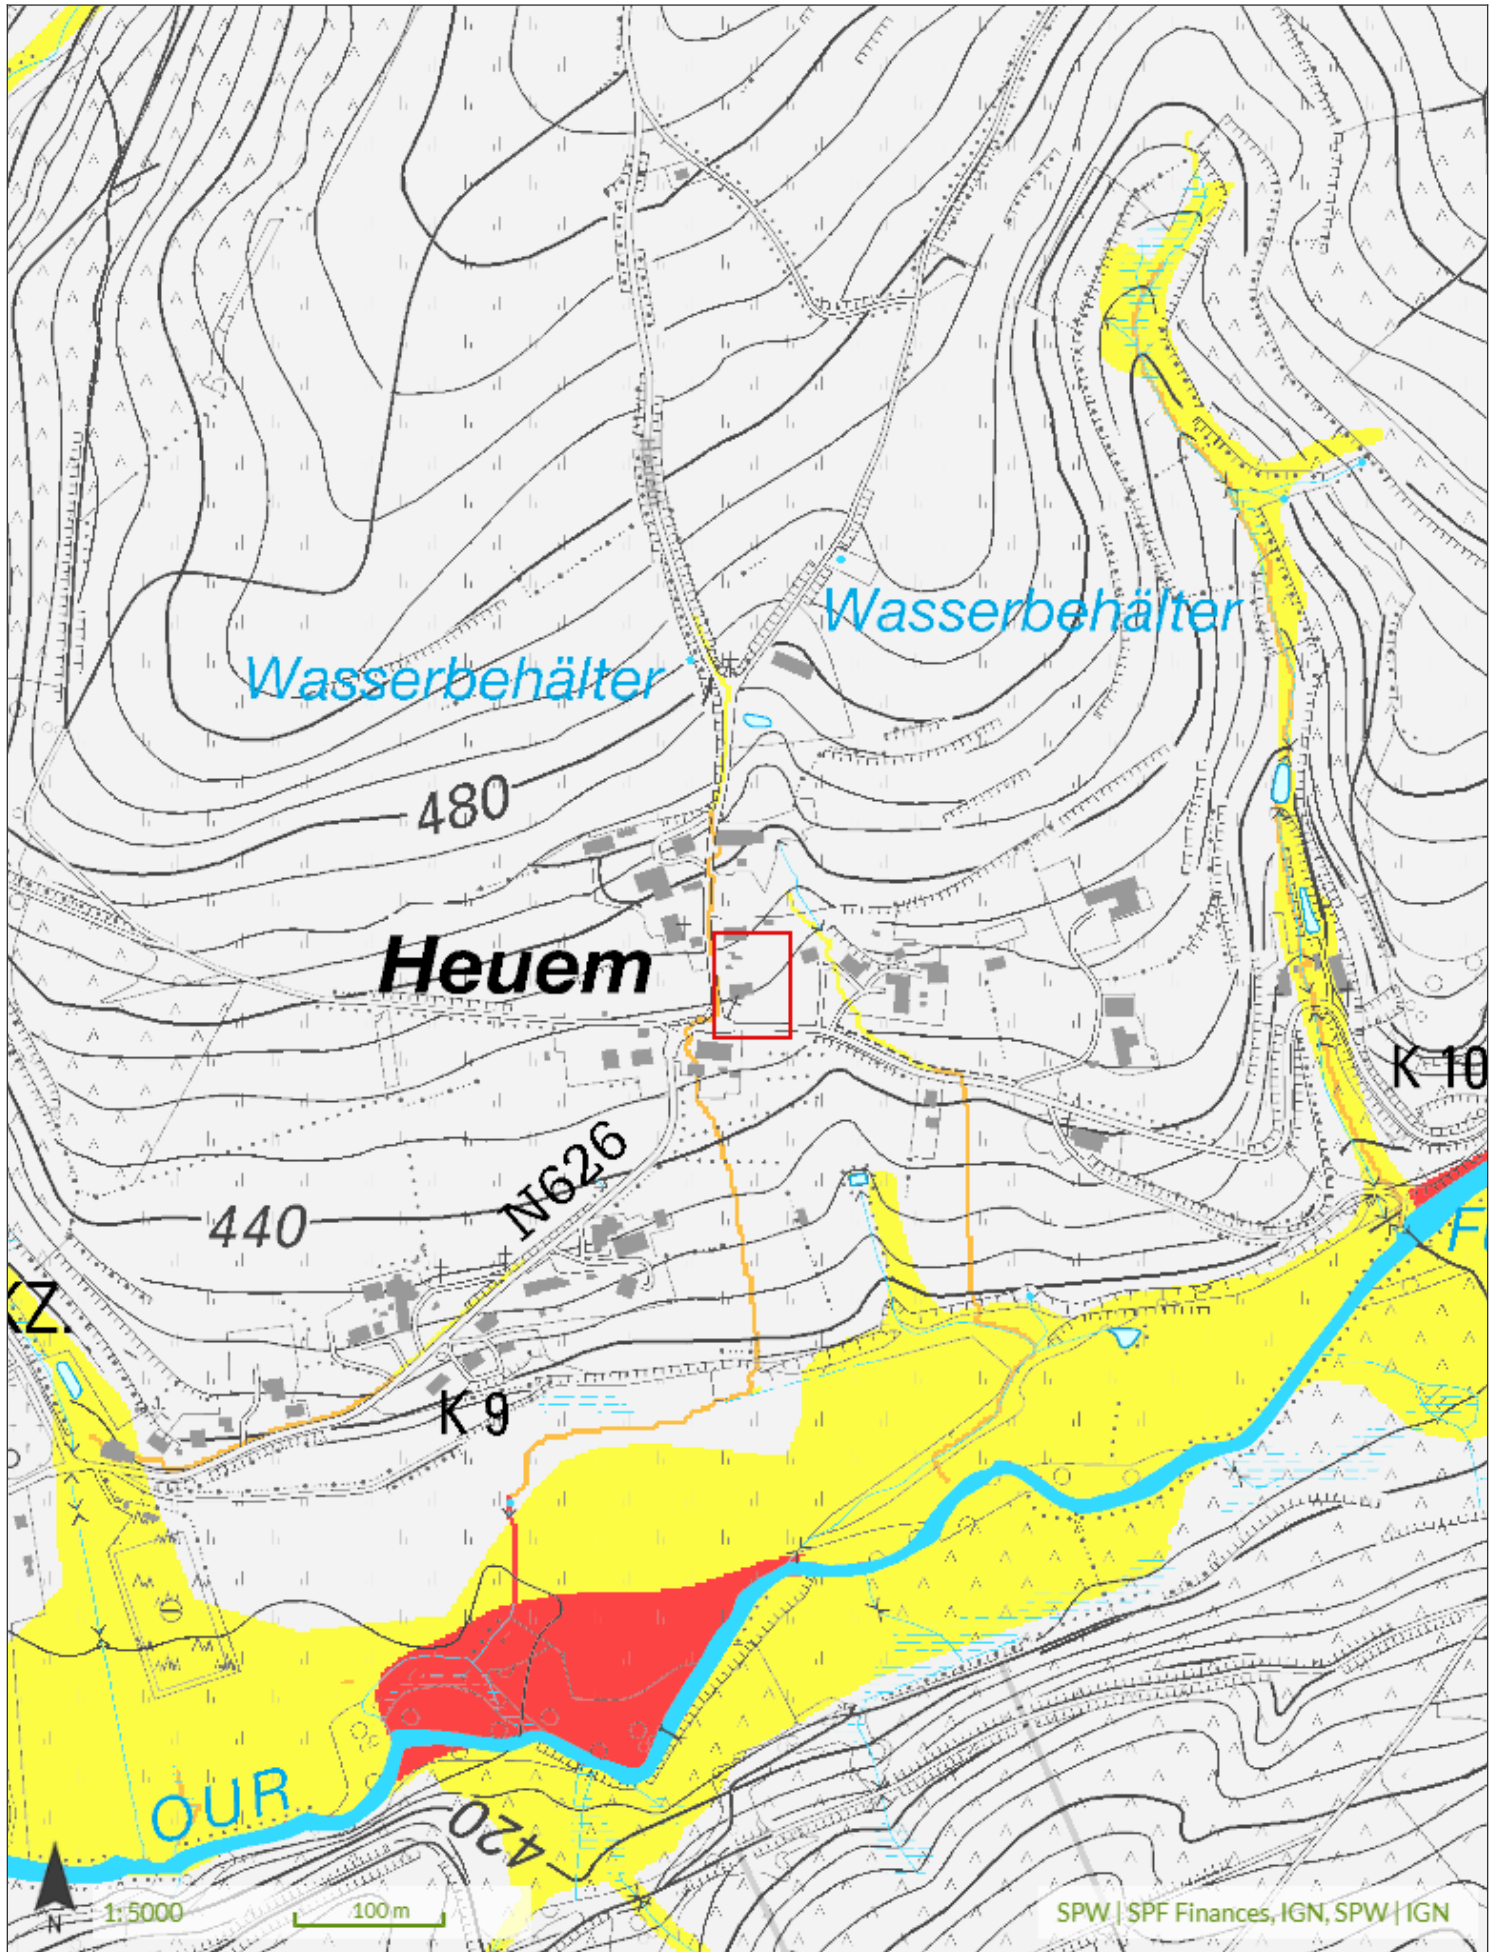 Wasserbehälter
Wasserbehälter
480
Heuem
K 10
N626
440
KZ.
K 9
OUR
420
N
1:5000
100 m
SPW | SPF Finances, IGN, SPW | IGN